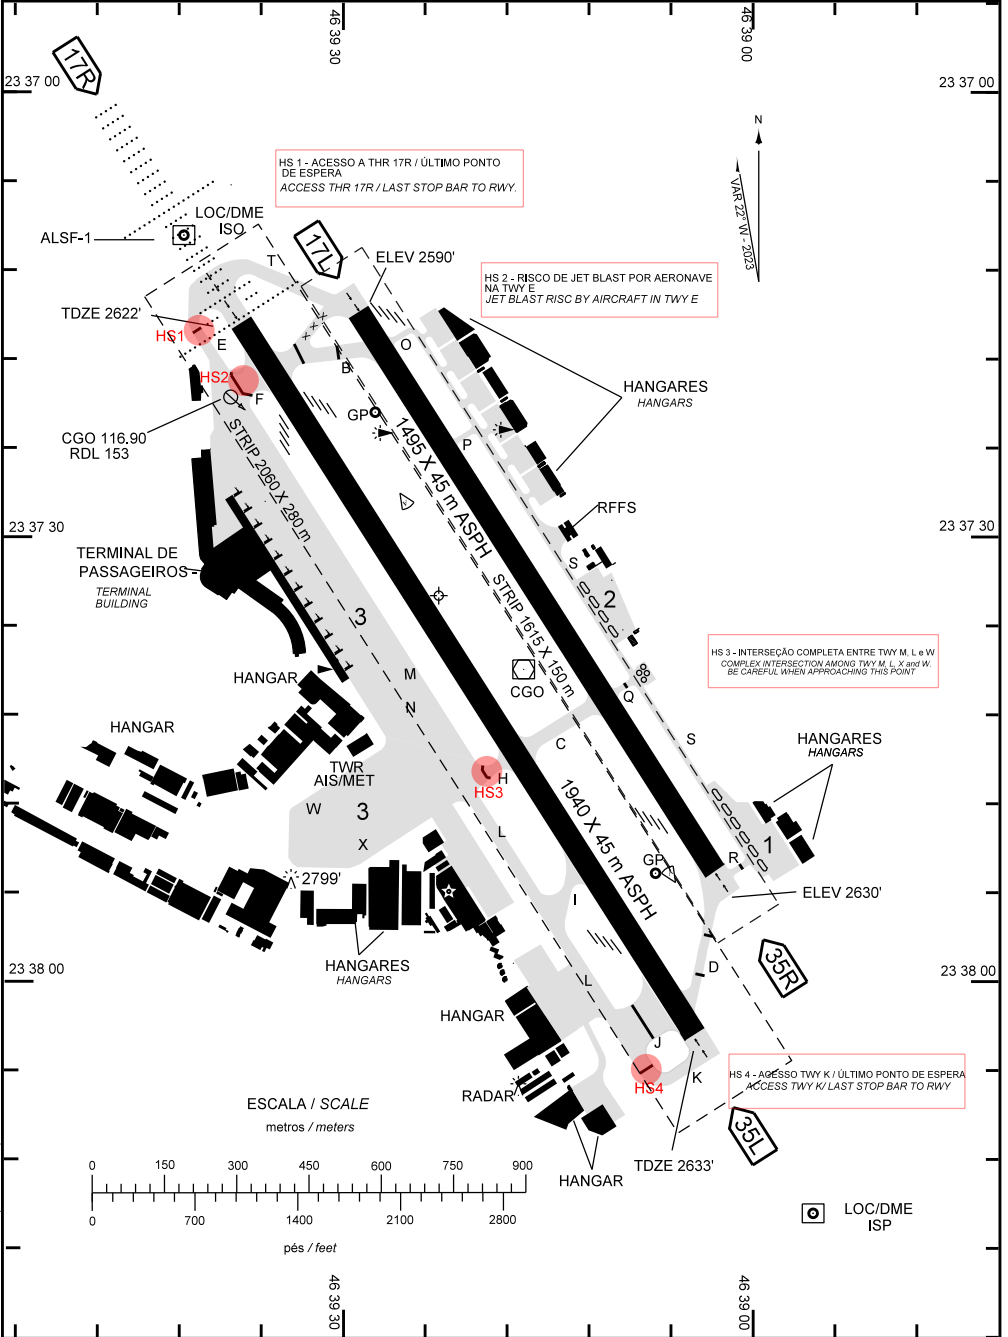 46 39 30
46 39 00
17R
23 37 00
23 37 00
N
VAR 22° W - 2023
HS 1 - ACESSO A THR 17R / ÚLTIMO PONTO
DE ESPERA
ACCESS THR 17R / LAST STOP BAR TO RWY.
LOC/DME
ISO
ALSF-1
17L
T
ELEV 2590'
HS 2 - RISCO DE JET BLAST POR AERONAVE
NA TWY E
JET BLAST RISC BY AIRCRAFT IN TWY E
TDZE 2622'
HS1
E
O
B
HS2
F
HANGARES
HANGARS
GP
CGO 116,90
RDL 153
STRIP 2060 X 280 m
1495 X 45 m ASPH
P
RFFS
23 37 30
23 37 30
TERMINAL DE
PASSAGEIROS
TERMINAL
BUILDING
S
STRIP 1615 X 150 m
2
3
HS 3 - INTERSEÇÃO COMPLETA ENTRE TWY M, L e W
COMPLEX INTERSECTION AMONG TWY M, L, X and W.
BE CAREFUL WHEN APPROACHING THIS POINT
HANGAR
M
CGO
Q
N
HANGAR
C
S
HANGARES
HANGARS
TWR
AIS/MET
H
HS3
W
3
1940 X 45 m ASPH
L
X
1
GP
R
2799'
ELEV 2630'
I
HANGARES
HANGARS
35R
23 38 00
D
23 38 00
L
HANGAR
J
K
HS4
HS 4 - ACESSO TWY K / ÚLTIMO PONTO DE ESPERA
ACCESS TWY K/ LAST STOP BAR TO RWY
RADAR
ESCALA / SCALE
metros / meters
35L
TDZE 2633'
HANGAR
0 150 300 450 600 750 900
0 700 1400 2100 2800
pés / feet
LOC/DME
ISP
46 39 30
46 39 00